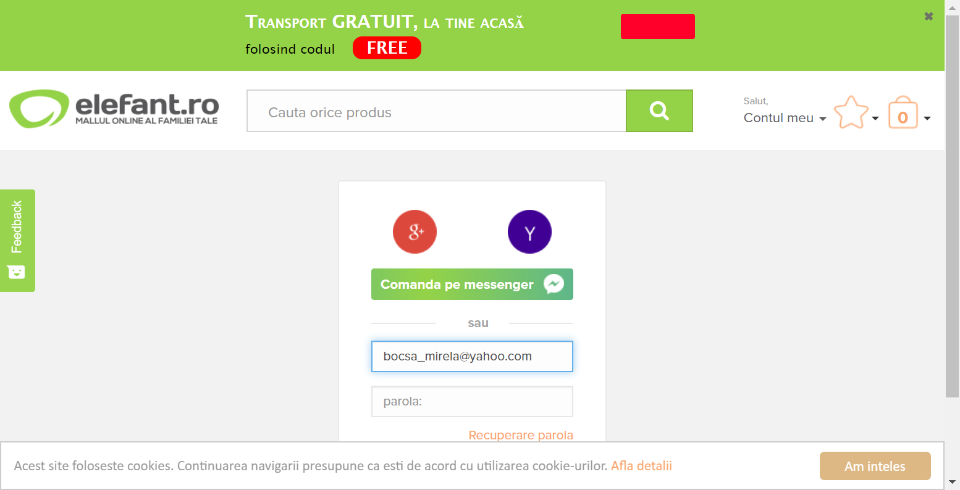 Transport GRATUIT, la tine acasă
folosind codul FREE
elefant.ro
MALLUL ONLINE AL FAMILIEI TALE
Cauta orice produs
Salut,
Contul meu
0
Feedback
g+ Y
Comanda pe messenger
sau
bocsa_mirela@yahoo.com
parola:
Recuperare parola
Acest site foloseste cookies. Continuarea navigarii presupune ca esti de acord cu utilizarea cookie-urilor. Afla detalii
Am inteles